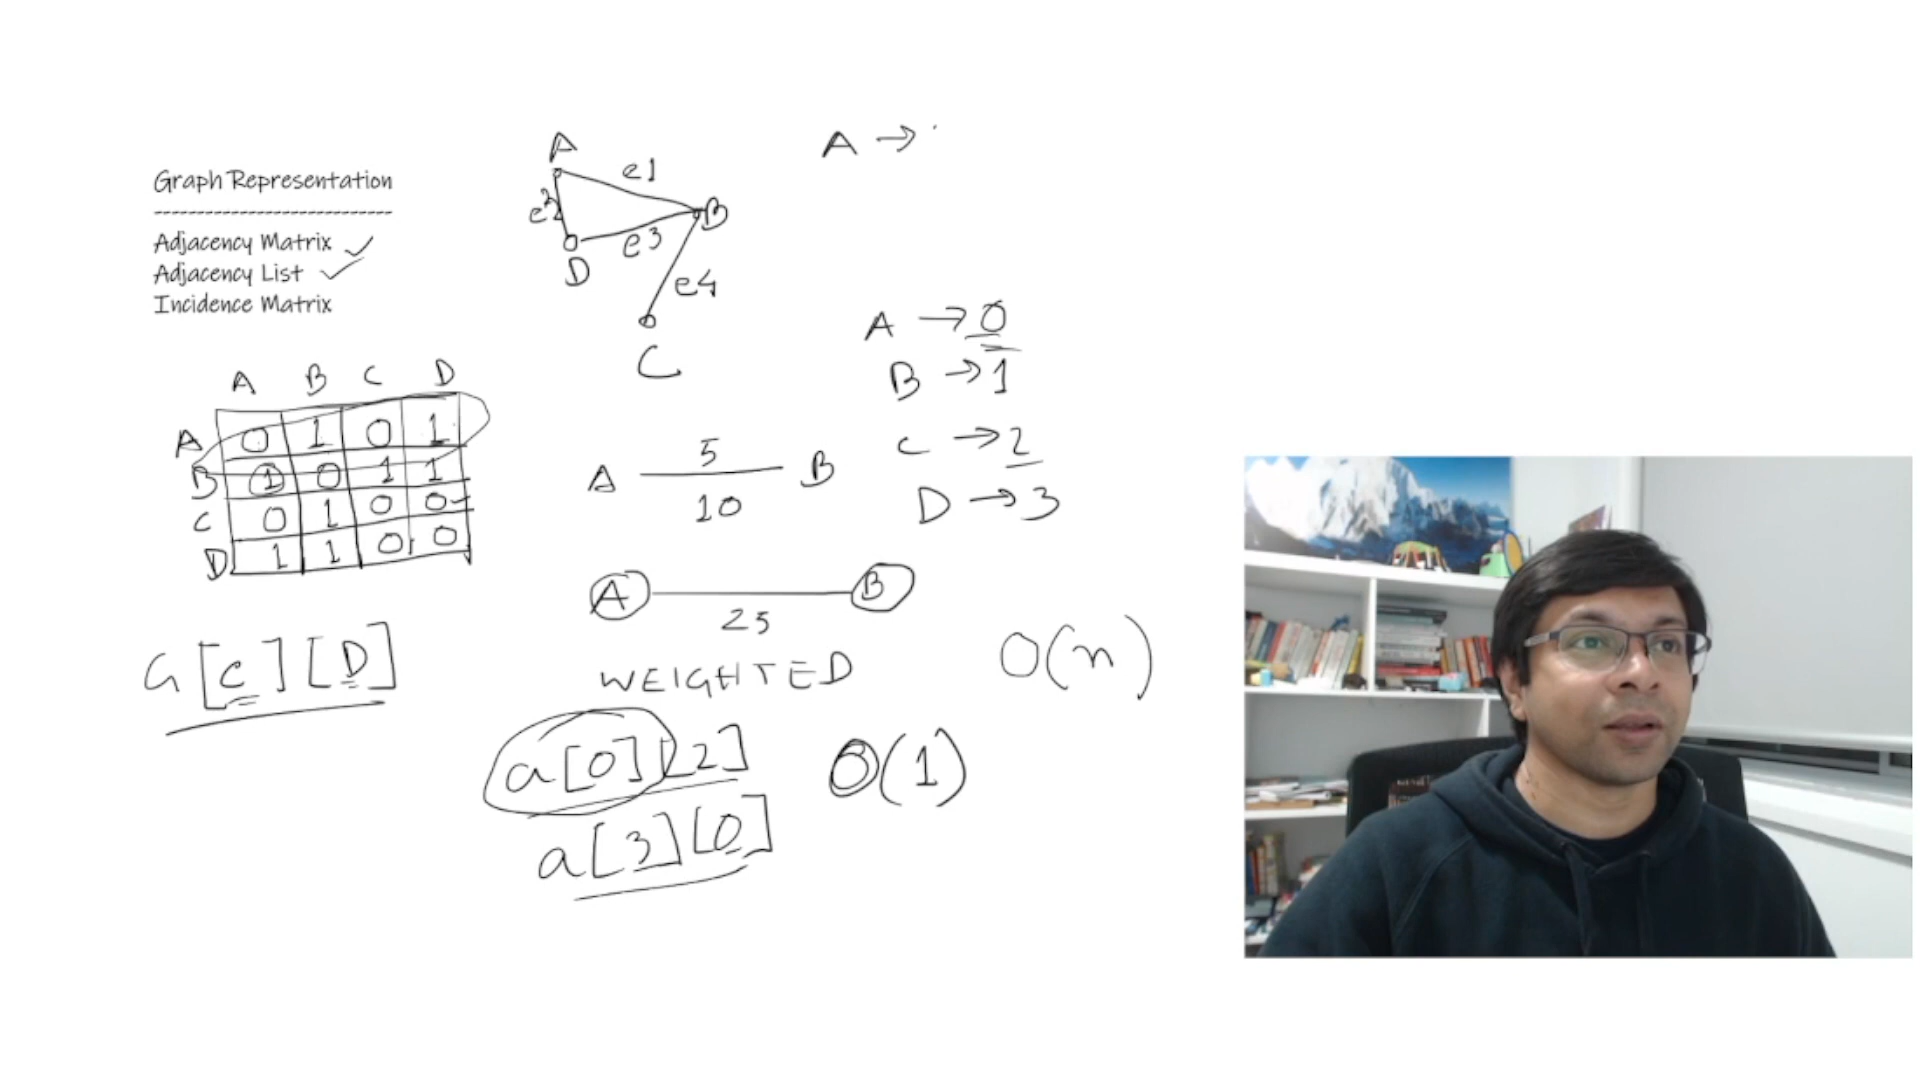 Graph Representation
---------------------------
Adjacency Matrix ✓
Adjacency List ✓
Incidence Matrix
A
e1
e2
B
e3
D
e4
C
A →
A → 0
B → 1
C → 2
D → 3
A B C D
A 0 1 0 1
B 1 0 1 1
C 0 1 0 0
D 1 1 0 0
5
A B
10
A B
25
WEIGHTED
G[C][D]
O(n)
a[0][2] O(1)
a[3][0]